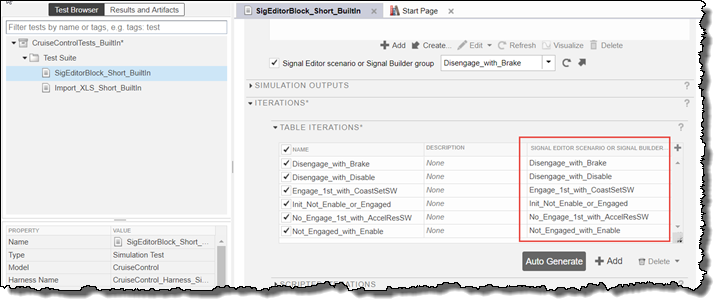 Test Browser Results and Artifacts
Filter tests by name or tags, e.g. tags: test
CruiseControlTests_BuiltIn*
Test Suite
SigEditorBlock_Short_BuiltIn
Import_XLS_Short_BuiltIn
PROPERTY VALUE
Name SigEditorBlock_Short_...
Type Simulation Test
Model CruiseControl
Harness Name CruiseControl_Harness_Si...
SigEditorBlock_Short_BuiltIn Start Page
Add Create... Edit Refresh Visualize Delete
Signal Editor scenario or Signal Builder group Disengage_with_Brake
SIMULATION OUTPUTS ?
ITERATIONS* ?
TABLE ITERATIONS* ?
NAME DESCRIPTION SIGNAL EDITOR SCENARIO OR SIGNAL BUILDER...
Disengage_with_Brake None Disengage_with_Brake
Disengage_with_Disable None Disengage_with_Disable
Engage_1st_with_CoastSetSW None Engage_1st_with_CoastSetSW
Init_Not_Enable_or_Engaged None Init_Not_Enable_or_Engaged
No_Engage_1st_with_AccelResSW None No_Engage_1st_with_AccelResSW
Not_Engaged_with_Enable None Not_Engaged_with_Enable
Auto Generate Add Delete
SCRIPTED ITERATIONS ?